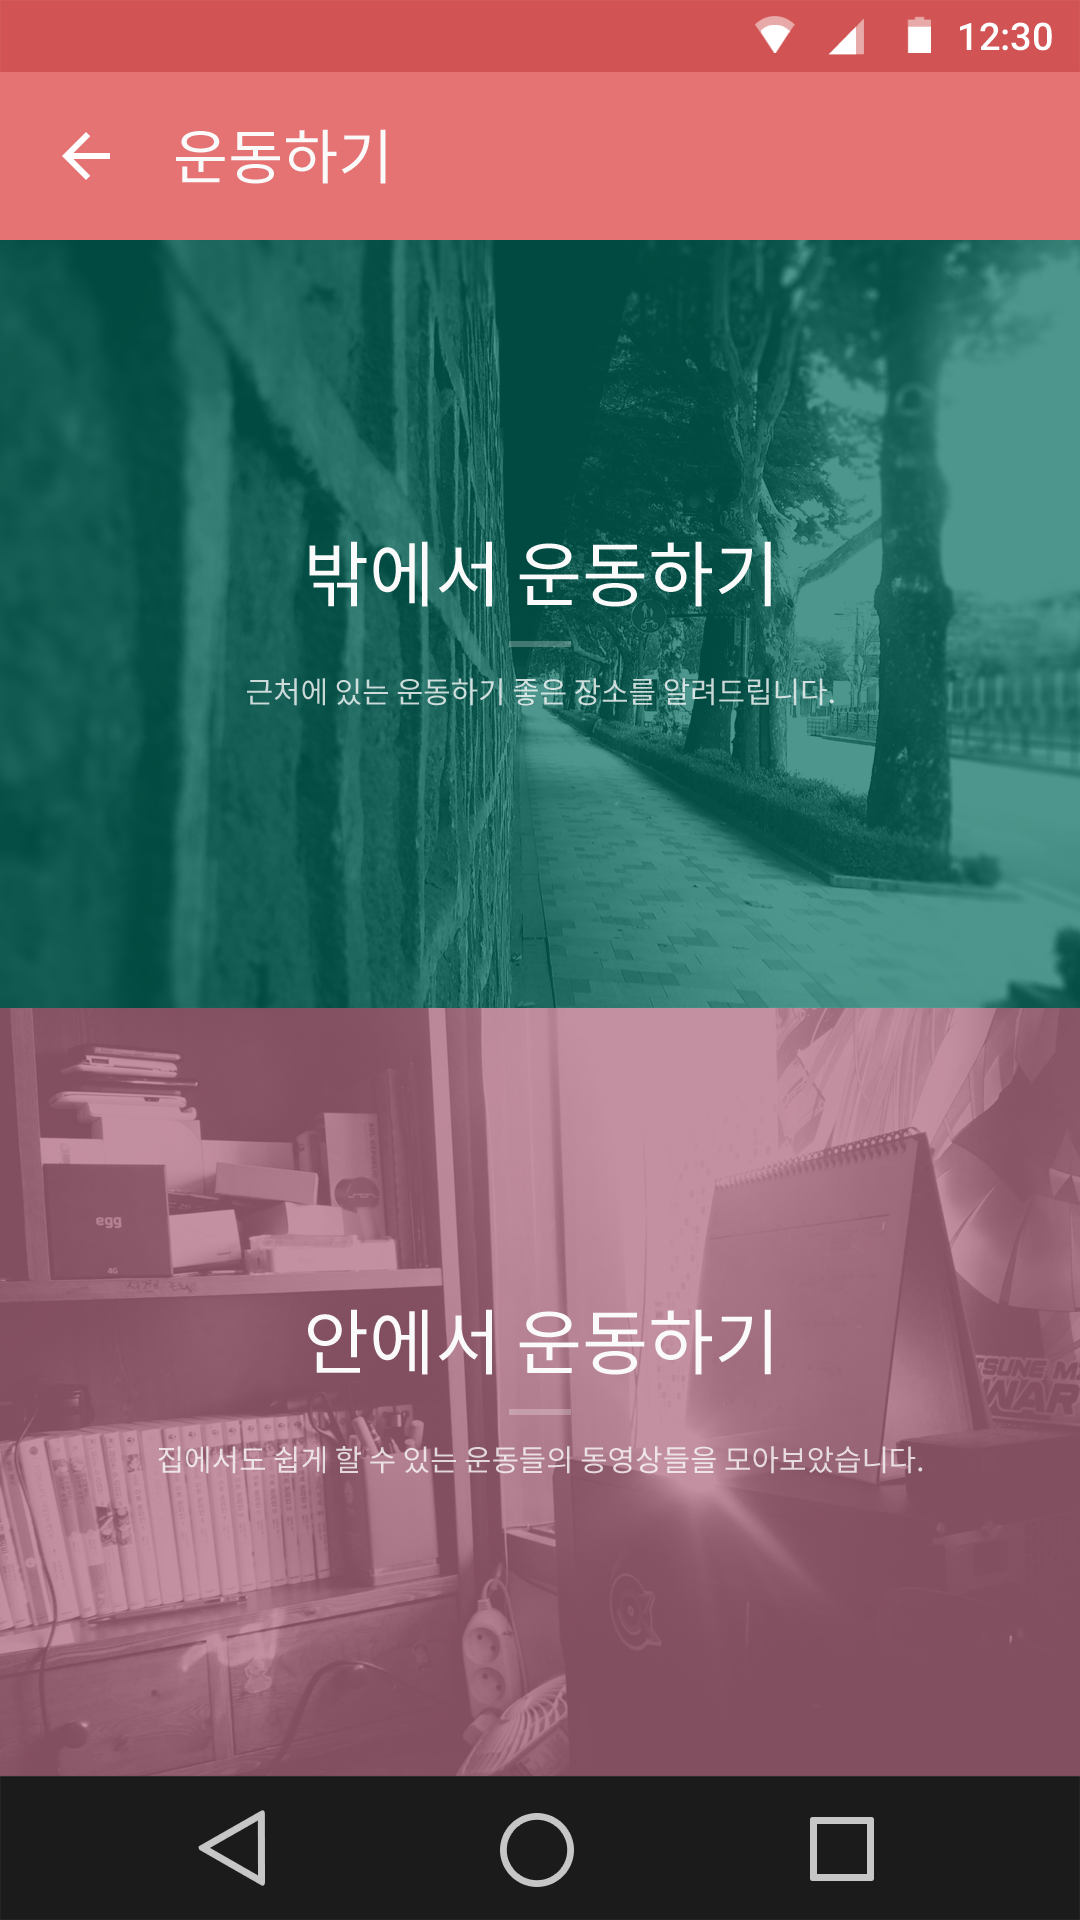 12:30
운동하기
밖에서 운동하기
근처에 있는 운동하기 좋은 장소를 알려드립니다.
egg
4G
안에서 운동하기
집에서도 쉽게 할 수 있는 운동들의 동영상들을 모아보았습니다.